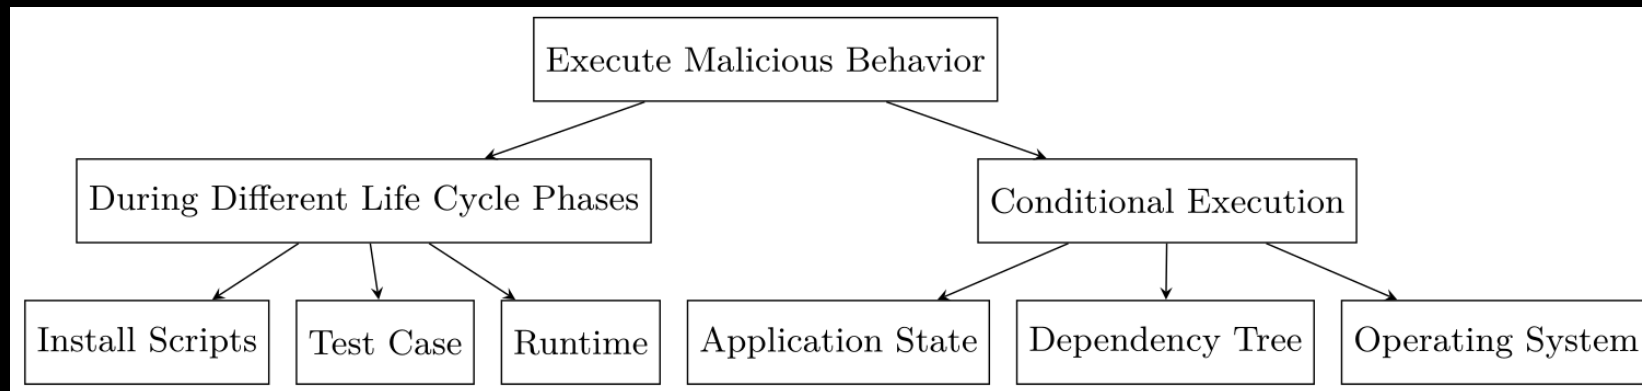 Execute Malicious Behavior
During Different Life Cycle Phases
Conditional Execution
Install Scripts
Test Case
Runtime
Application State
Dependency Tree
Operating System